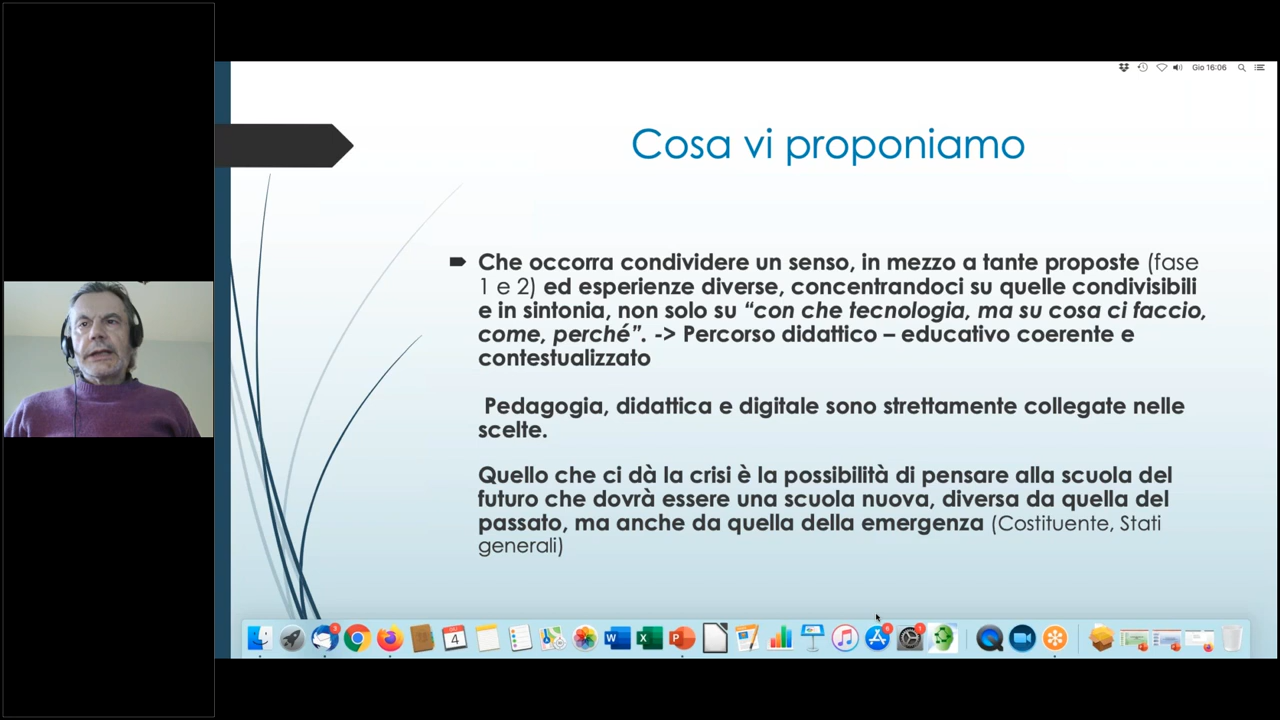 Gio 16:06
Cosa vi proponiamo
Che occorra condividere un senso, in mezzo a tante proposte (fase
1 e 2) ed esperienze diverse, concentrandoci su quelle condivisibili
e in sintonia, non solo su “con che tecnologia, ma su cosa ci faccio,
come, perché”. -> Percorso didattico – educativo coerente e
contestualizzato
Pedagogia, didattica e digitale sono strettamente collegate nelle
scelte.
Quello che ci dà la crisi è la possibilità di pensare alla scuola del
futuro che dovrà essere una scuola nuova, diversa da quella del
passato, ma anche da quella della emergenza (Costituente, Stati
generali)
4